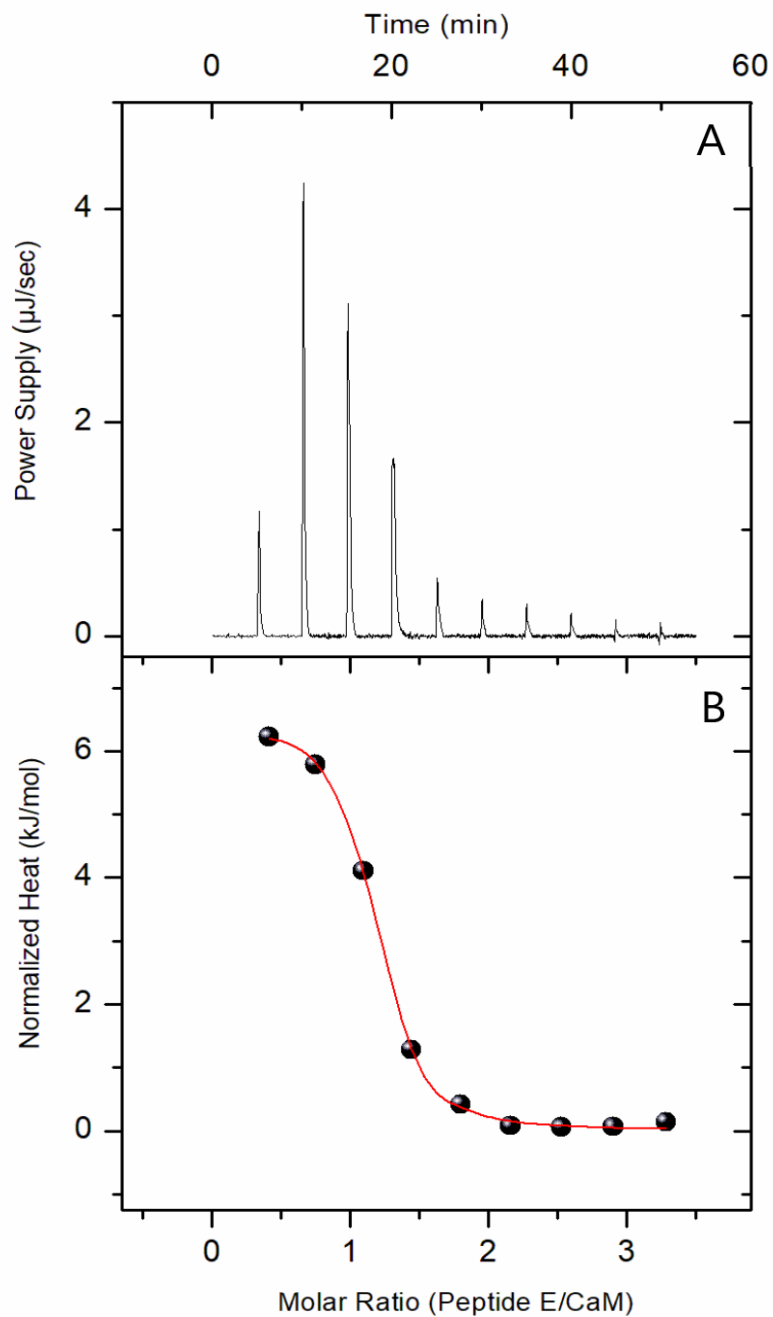 Time (min)
0 20 40 60
A
4
2
0
Power Supply (µJ/sec)
B
6
4
2
0
Normalized Heat (kJ/mol)
0 1 2 3
Molar Ratio (Peptide E/CaM)